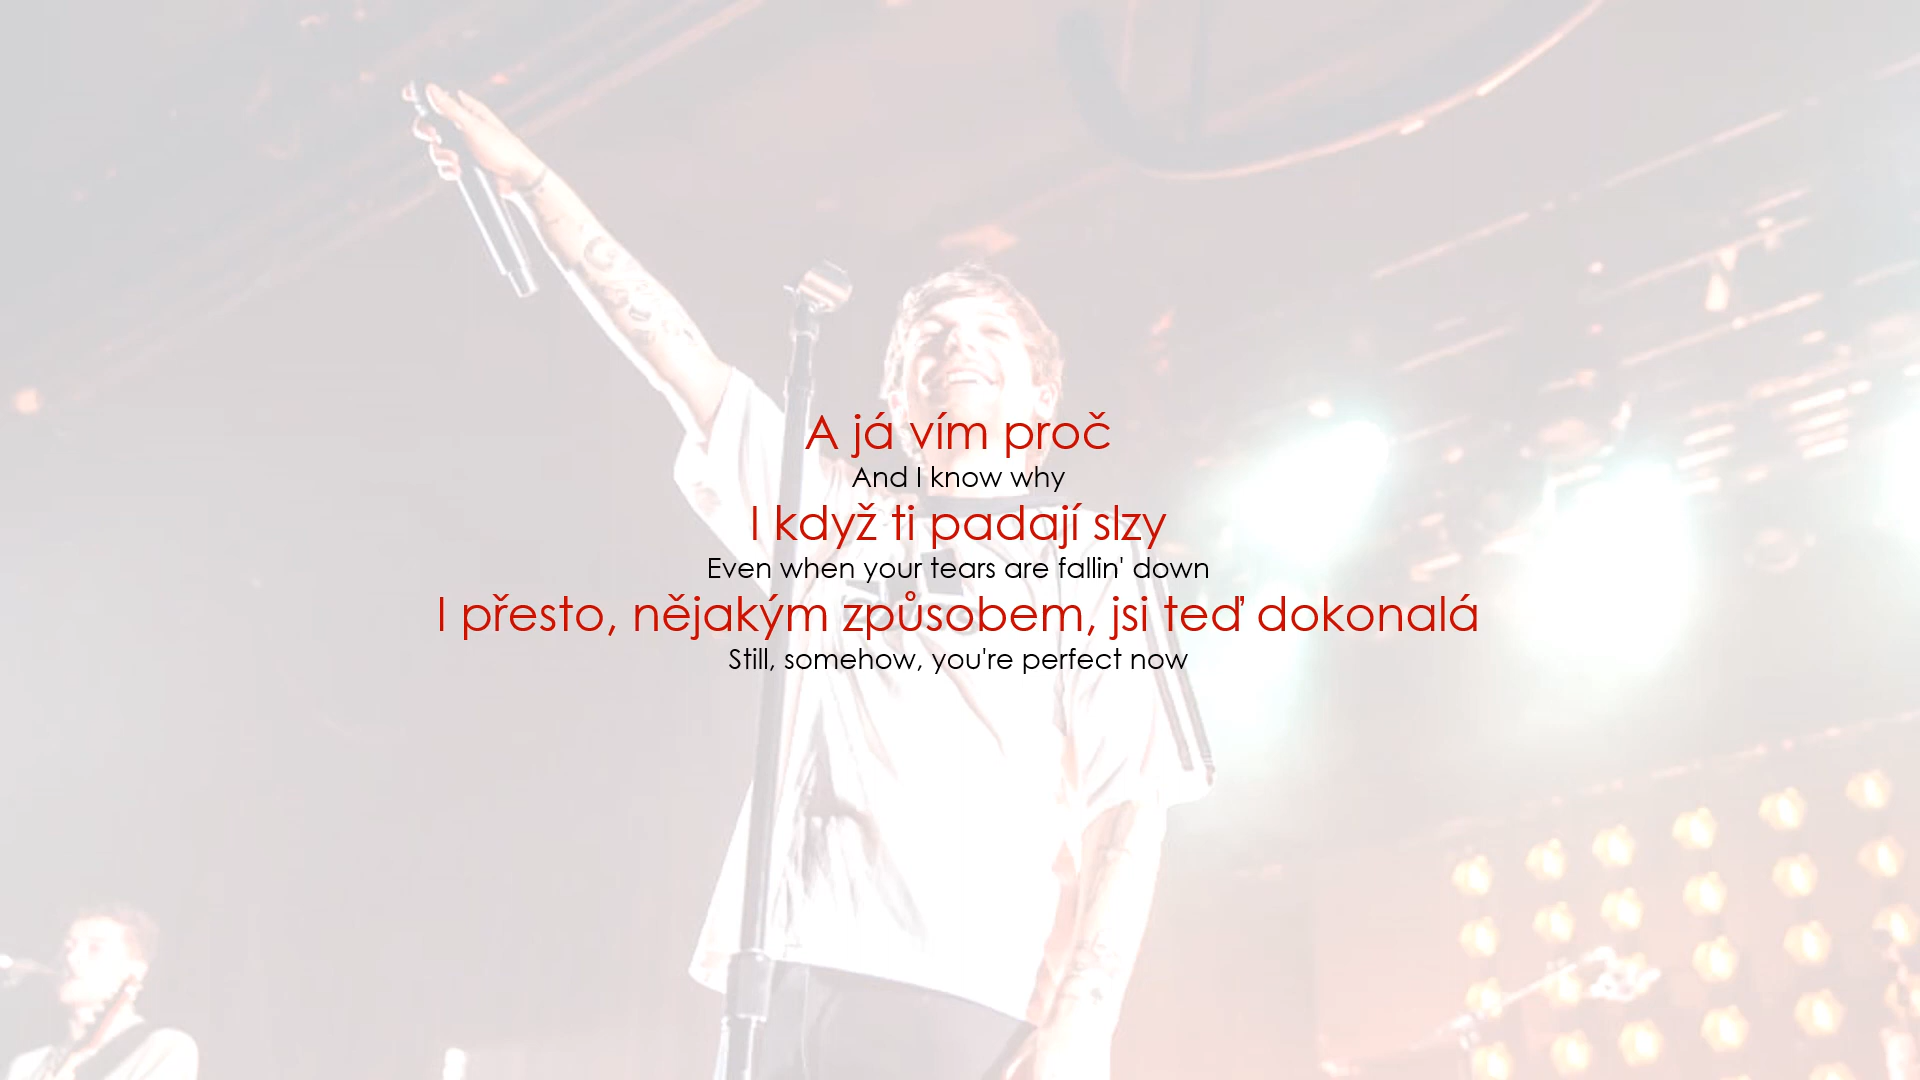 A já vím proč
And I know why
I když ti padají slzy
Even when your tears are fallin' down
I přesto, nějakým způsobem, jsi teď dokonalá
Still, somehow, you're perfect now